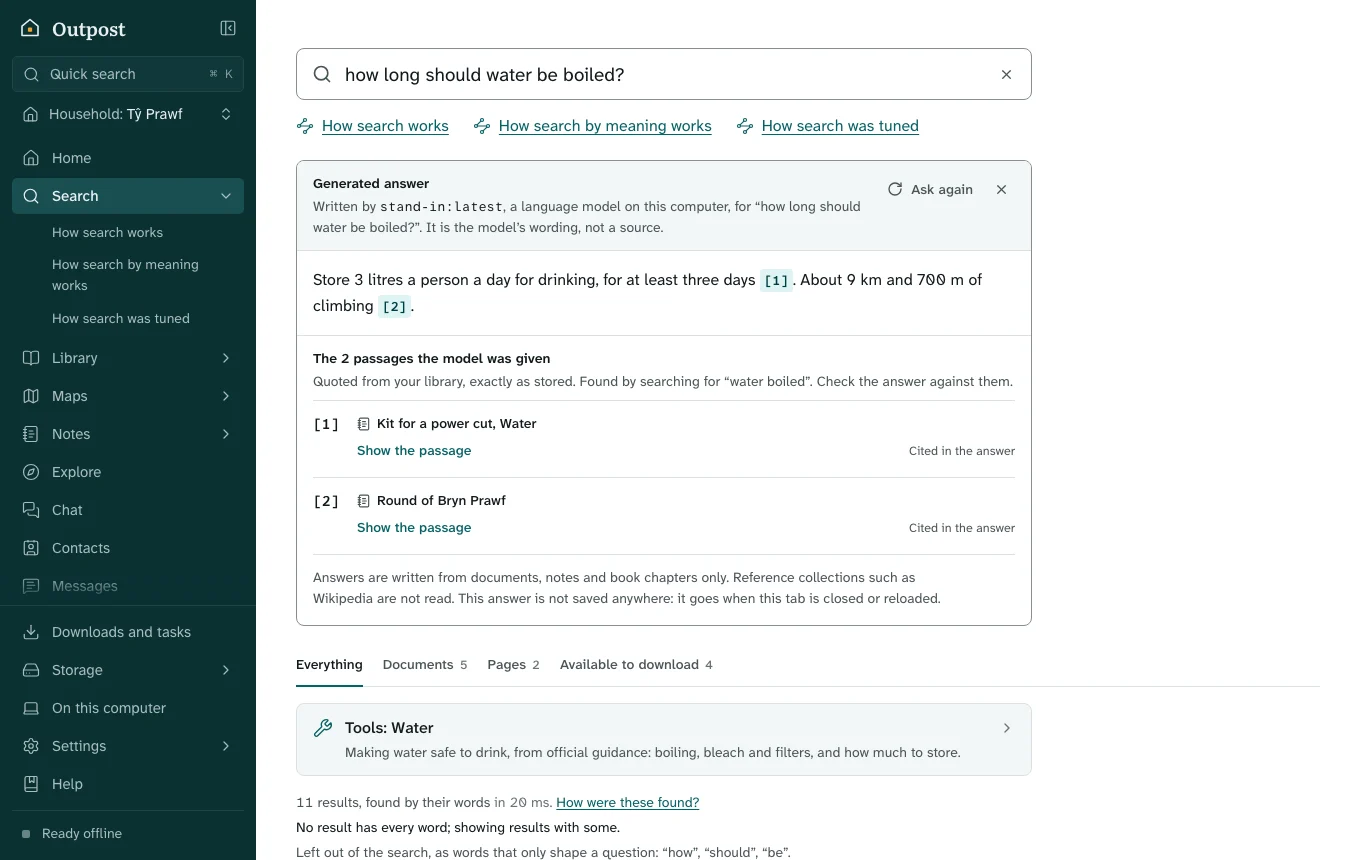 Outpost
Quick search ⌘ K
Household: Tŷ Prawf
Home
Search
How search works
How search by meaning
works
How search was tuned
Library
Maps
Notes
Explore
Chat
Contacts
Messages
Downloads and tasks
Storage
On this computer
Settings
Help
Ready offline
how long should water be boiled?
How search works
How search by meaning works
How search was tuned
Generated answer
Ask again
Written by stand-in:latest, a language model on this computer, for “how long should
water be boiled?”. It is the model’s wording, not a source.
Store 3 litres a person a day for drinking, for at least three days [1]. About 9 km and 700 m of
climbing [2].
The 2 passages the model was given
Quoted from your library, exactly as stored. Found by searching for “water boiled”. Check the answer against them.
[1] Kit for a power cut, Water
Show the passage
Cited in the answer
[2] Round of Bryn Prawf
Show the passage
Cited in the answer
Answers are written from documents, notes and book chapters only. Reference collections such as
Wikipedia are not read. This answer is not saved anywhere: it goes when this tab is closed or reloaded.
Everything
Documents 5
Pages 2
Available to download 4
Tools: Water
Making water safe to drink, from official guidance: boiling, bleach and filters, and how much to store.
11 results, found by their words in 20 ms. How were these found?
No result has every word; showing results with some.
Left out of the search, as words that only shape a question: “how”, “should”, “be”.